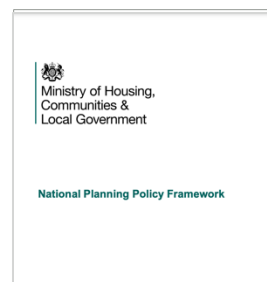 Ministry of Housing,
Communities &
Local Government
National Planning Policy Framework